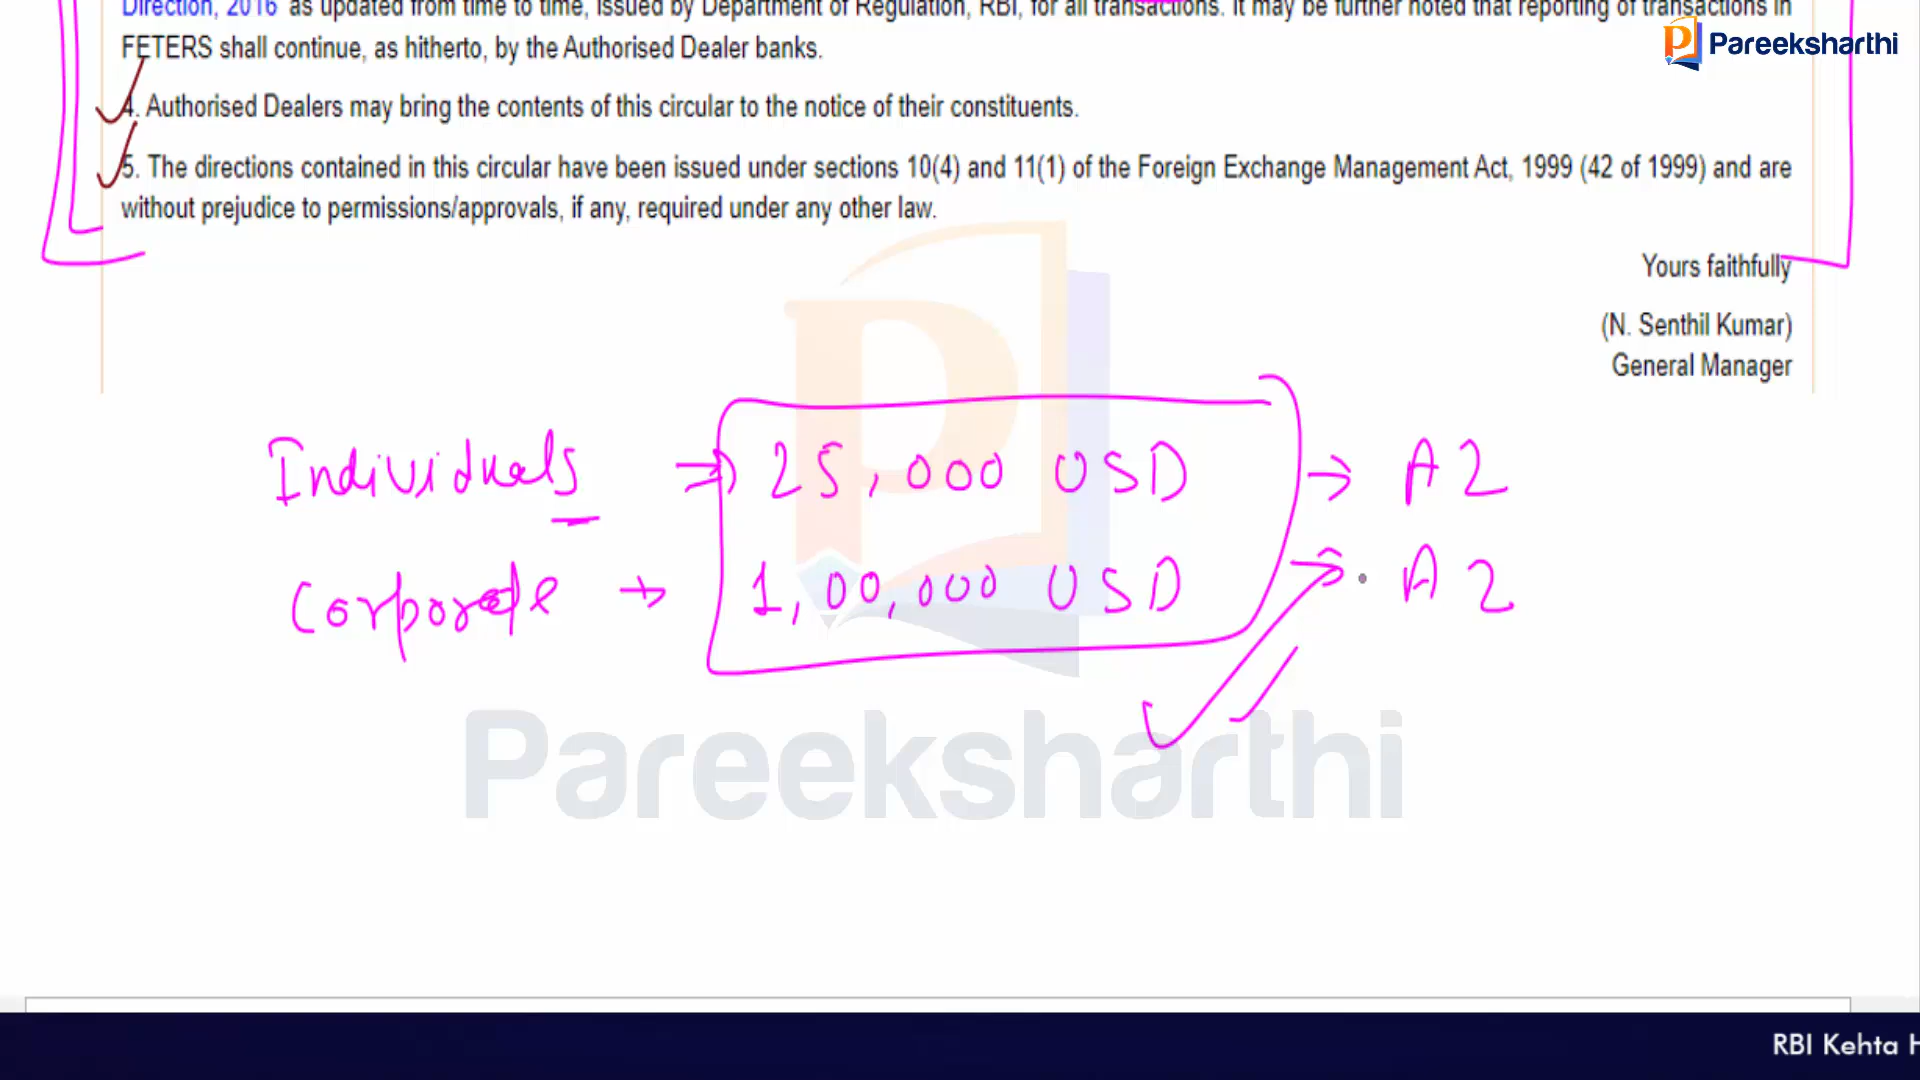 Direction, 2016 as updated from time to time, issued by Department of Regulation, RBI, for all transactions. It may be further noted that reporting of transactions in
FETERS shall continue, as hitherto, by the Authorised Dealer banks.
Pareeksharthi
4. Authorised Dealers may bring the contents of this circular to the notice of their constituents.
5. The directions contained in this circular have been issued under sections 10(4) and 11(1) of the Foreign Exchange Management Act, 1999 (42 of 1999) and are
without prejudice to permissions/approvals, if any, required under any other law.
Yours faithfully
(N. Senthil Kumar)
General Manager
Individuals → 25,000 USD → A2
Corporate → 1,00,000 USD → A2
Pareeksharthi
RBI Kehta H